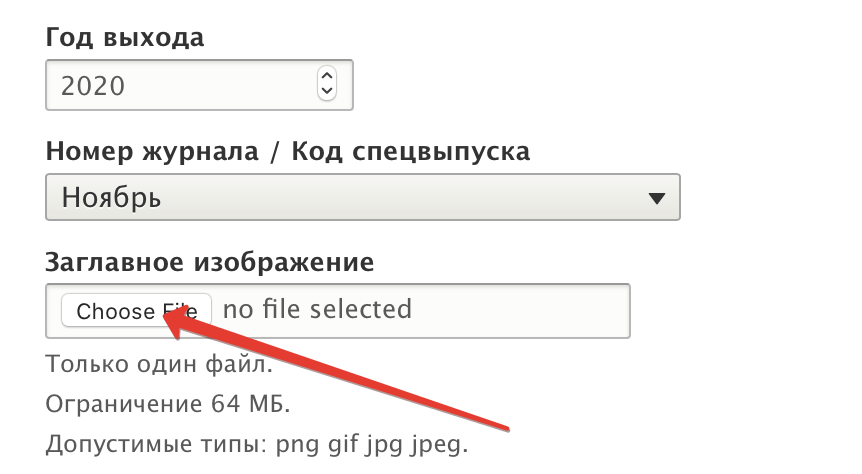 Год выхода
2020
Номер журнала / Код спецвыпуска
Ноябрь
Заглавное изображение
Choose File no file selected
Только один файл.
Ограничение 64 МБ.
Допустимые типы: png gif jpg jpeg.